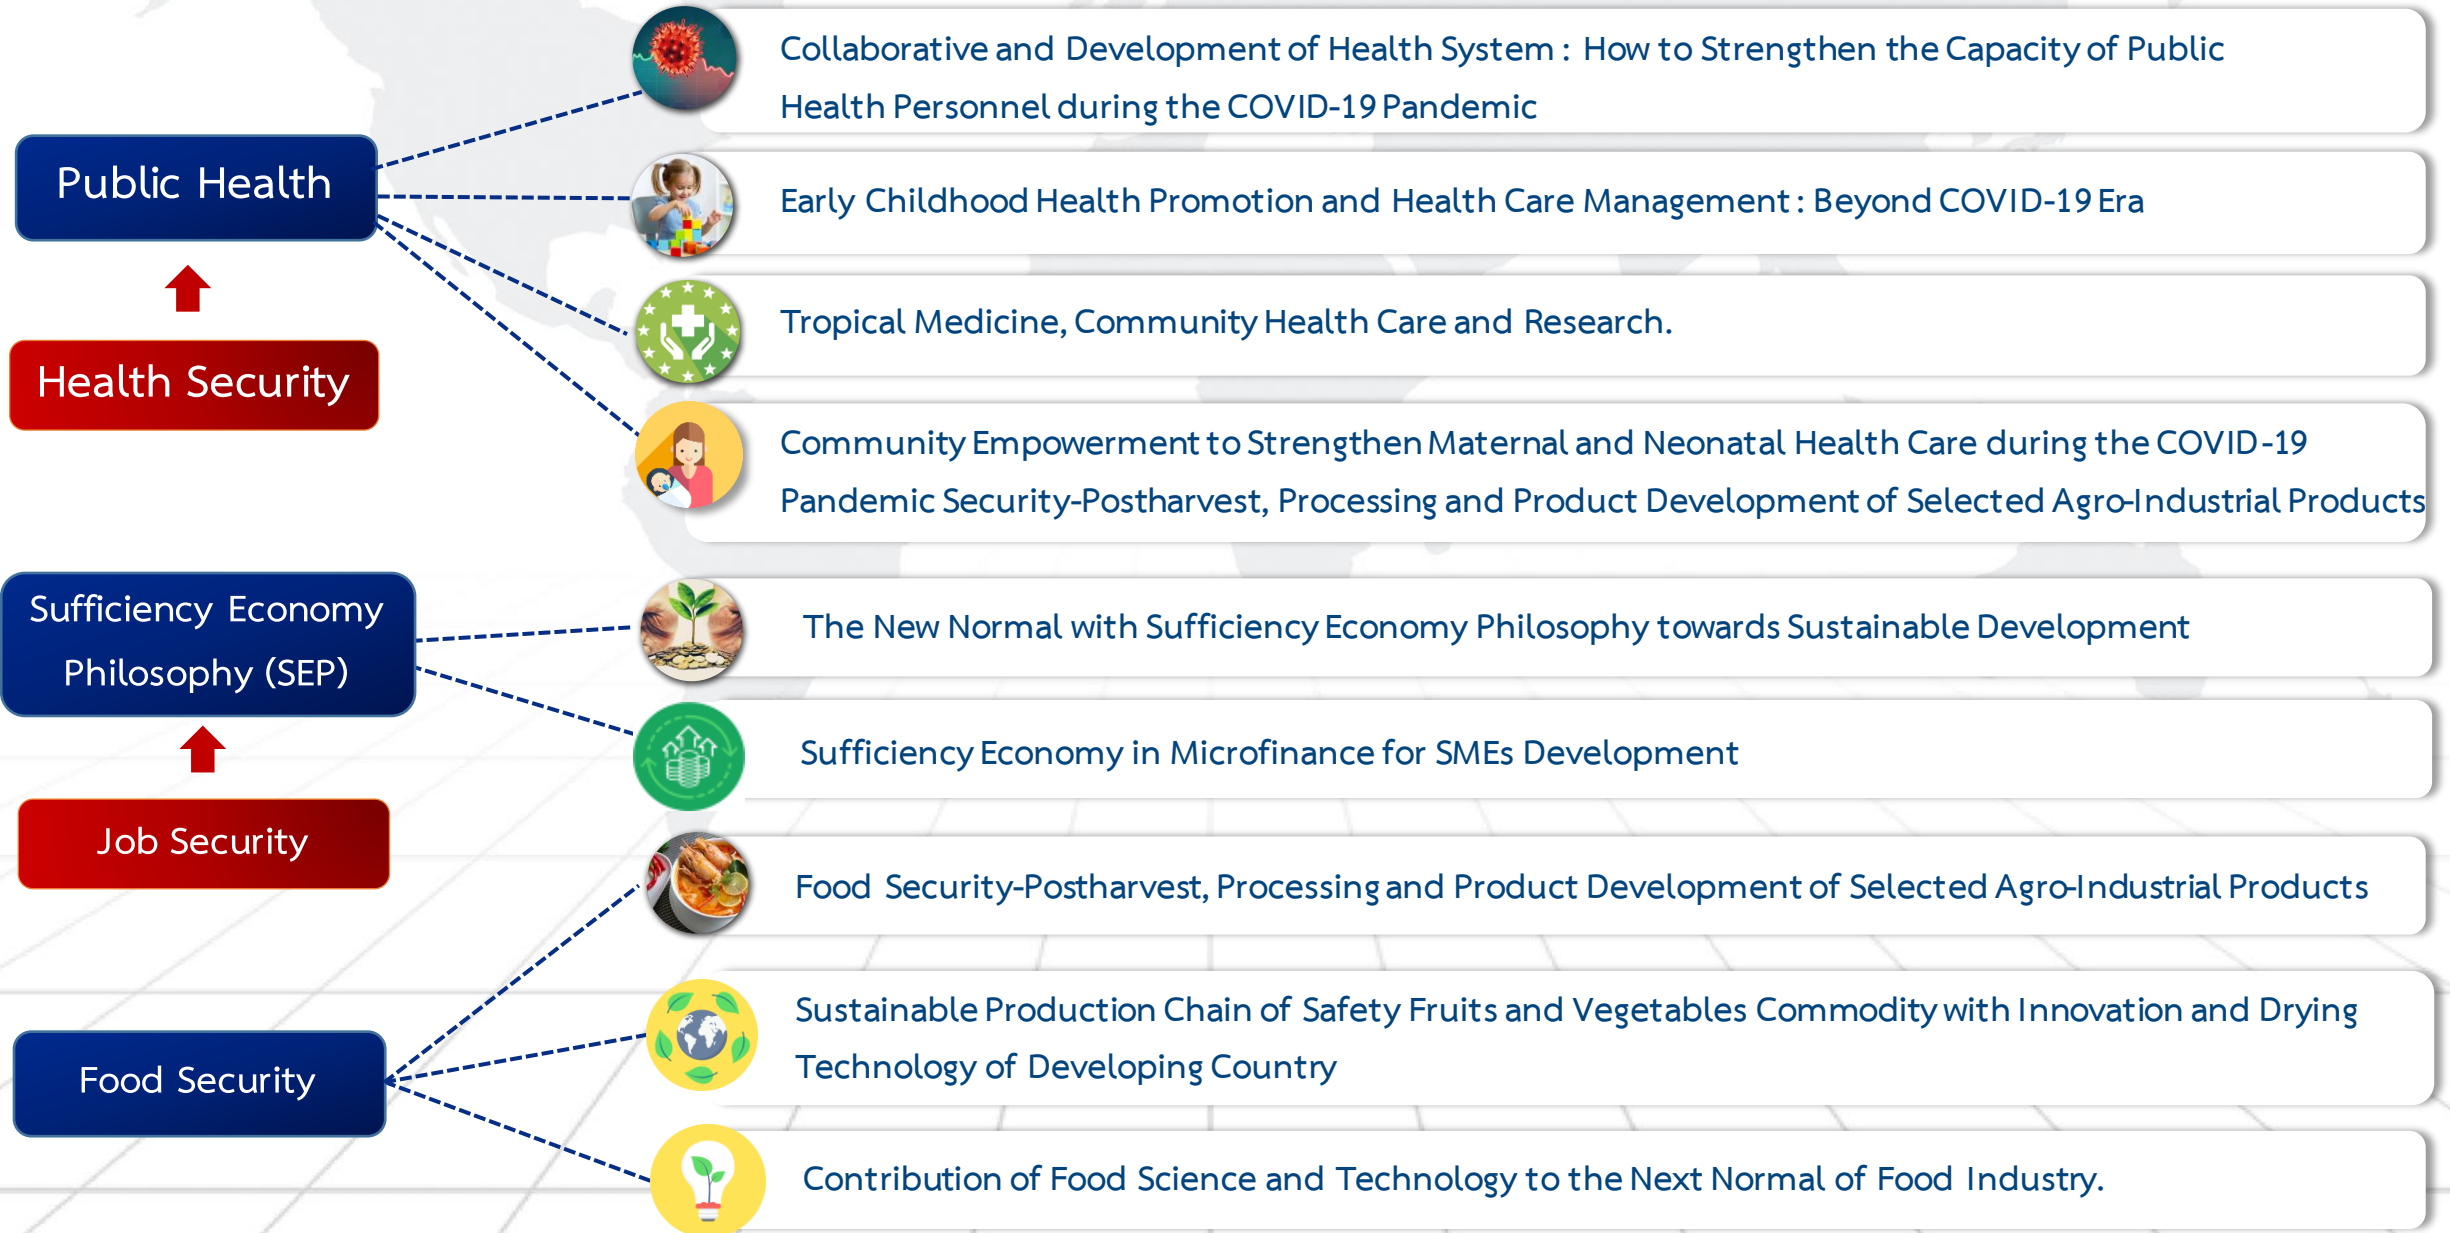 Public Health
Health Security
Collaborative and Development of Health System : How to Strengthen the Capacity of Public
Health Personnel during the COVID-19 Pandemic
Early Childhood Health Promotion and Health Care Management : Beyond COVID-19 Era
Tropical Medicine, Community Health Care and Research.
Community Empowerment to Strengthen Maternal and Neonatal Health Care during the COVID-19
Pandemic Security-Postharvest, Processing and Product Development of Selected Agro-Industrial Products
Sufficiency Economy
Philosophy (SEP)
Job Security
The New Normal with Sufficiency Economy Philosophy towards Sustainable Development
Sufficiency Economy in Microfinance for SMEs Development
Food Security
Food Security-Postharvest, Processing and Product Development of Selected Agro-Industrial Products
Sustainable Production Chain of Safety Fruits and Vegetables Commodity with Innovation and Drying
Technology of Developing Country
Contribution of Food Science and Technology to the Next Normal of Food Industry.